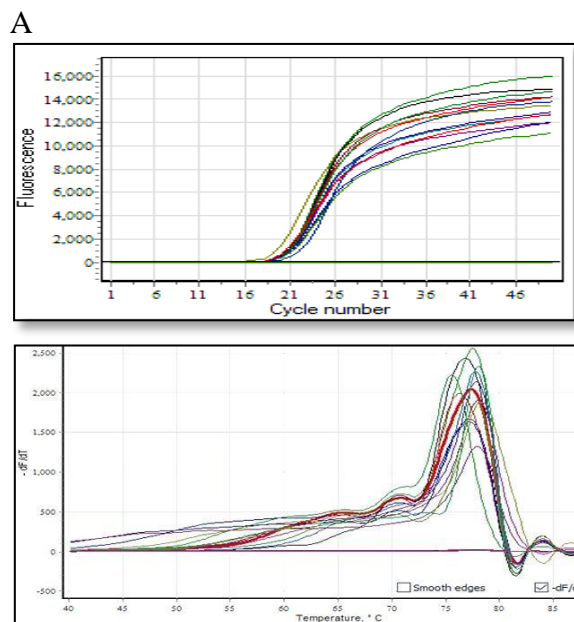 A
16,000
14,000
12,000
10,000
8,000
6,000
4,000
2,000
0
Fluorescence
1 6 11 16 21 26 31 36 41 46
Cycle number
2,500
2,000
1,500
1,000
500
0
-500
-dF/dT
40 45 50 55 60 65 70 75 80 85
Smooth edges
-dF/
Temperature, ° C